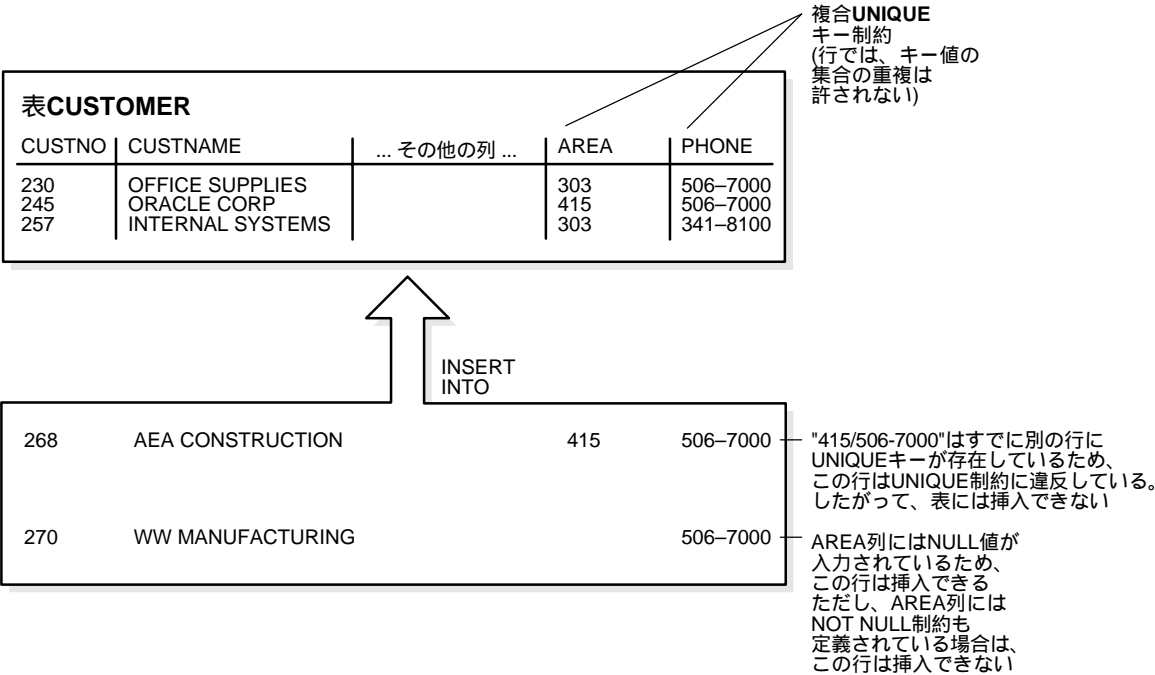 複合UNIQUE
キー制約
(行では、キー値の
集合の重複は
許されない)
表CUSTOMER
CUSTNO CUSTNAME ... その他の列 ... AREA PHONE
230 OFFICE SUPPLIES 303 506–7000
245 ORACLE CORP 415 506–7000
257 INTERNAL SYSTEMS 303 341–8100
INSERT
INTO
268 AEA CONSTRUCTION 415 506–7000
"415/506-7000"はすでに別の行に
UNIQUEキーが存在しているため、
この行はUNIQUE制約に違反している。
したがって、表には挿入できない
270 WW MANUFACTURING 506–7000
AREA列にはNULL値が
入力されているため、
この行は挿入できる
ただし、AREA列には
NOT NULL制約も
定義されている場合は、
この行は挿入できない